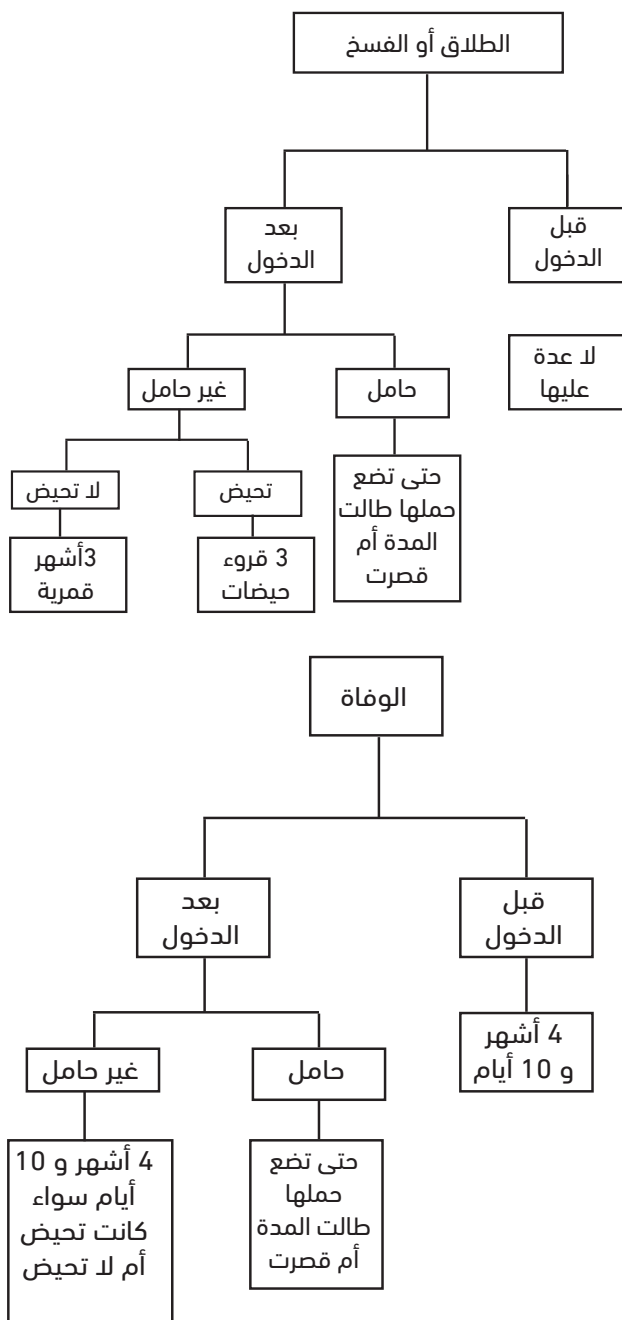 الطلاق أو الفسخ
قبل
الدخول
بعد
الدخول
لا عدة
عليها
حامل
غير حامل
حتى تضع
حملها طالت
المدة أم
قصرت
تحيض
لا تحيض
3 قروء
حيضات
3أشهر
قمرية
الوفاة
قبل
الدخول
بعد
الدخول
4 أشهر
و 10 أيام
حامل
غير حامل
حتى تضع
حملها
طالت المدة
أم قصرت
4 أشهر و 10
أيام سواء
كانت تحيض
أم لا تحيض